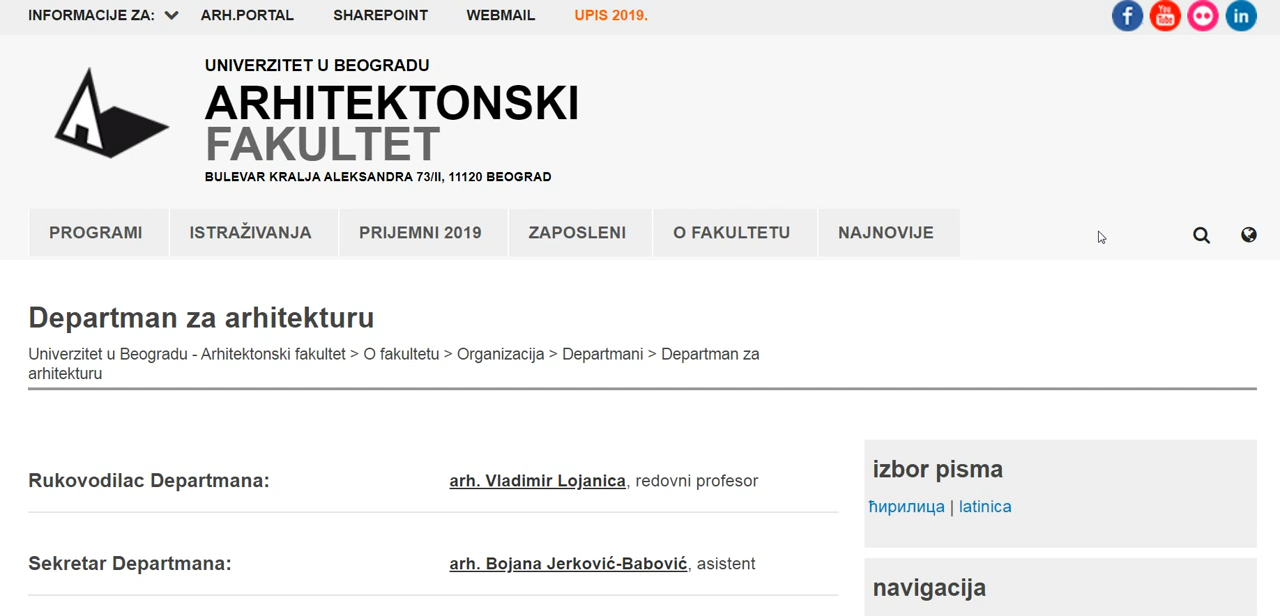 INFORMACIJE ZA: ARH.PORTAL SHAREPOINT WEBMAIL UPIS 2019.
UNIVERZITET U BEOGRADU
ARHITEKTONSKI
FAKULTET
BULEVAR KRALJA ALEKSANDRA 73/II, 11120 BEOGRAD
PROGRAMI ISTRAŽIVANJA PRIJEMNI 2019 ZAPOSLENI O FAKULTETU NAJNOVIJE
Departman za arhitekturu
Univerzitet u Beogradu - Arhitektonski fakultet > O fakultetu > Organizacija > Departmani > Departman za
arhitekturu
Rukovodilac Departmana: arh. Vladimir Lojanica, redovni profesor
Sekretar Departmana: arh. Bojana Jerković-Babović, asistent
izbor pisma
ћирилица | latinica
navigacija